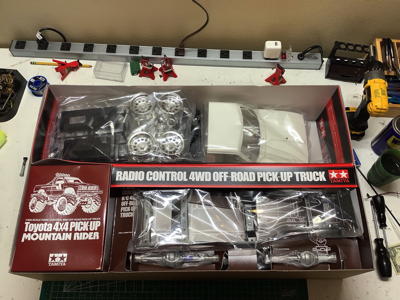 RADIO CONTROL 4WD OFF-ROAD PICK UP TRUCK
TAMIYA
Toyota 4x4 PICK-UP
MOUNTAIN RIDER
TAMIYA